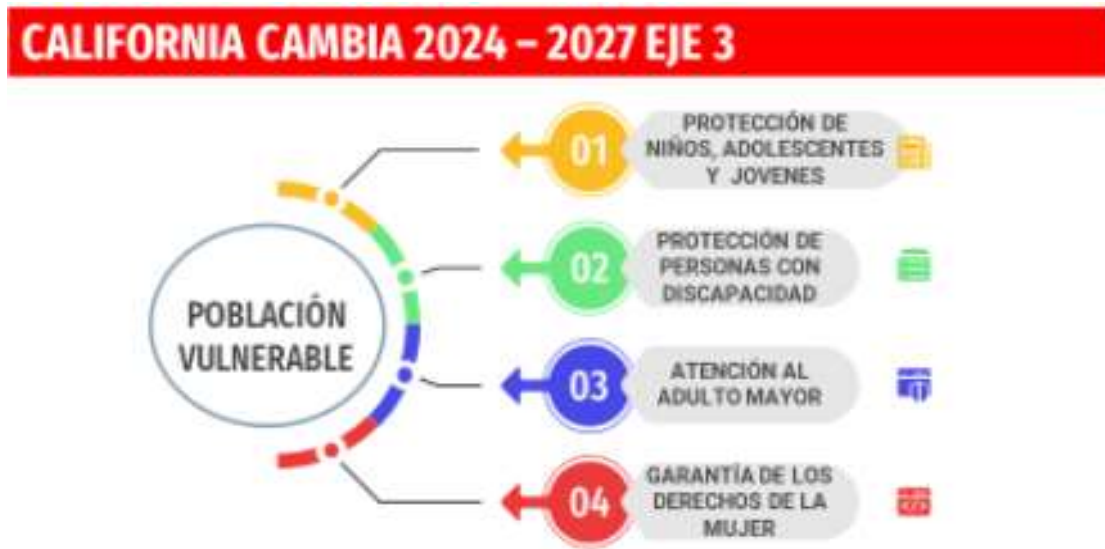 CALIFORNIA CAMBIA 2024 – 2027 EJE 3
POBLACIÓN
VULNERABLE
01
PROTECCIÓN DE
NIÑOS, ADOLESCENTES
Y JOVENES
02
PROTECCIÓN DE
PERSONAS CON
DISCAPACIDAD
03
ATENCIÓN AL
ADULTO MAYOR
04
GARANTÍA DE LOS
DERECHOS DE LA
MUJER